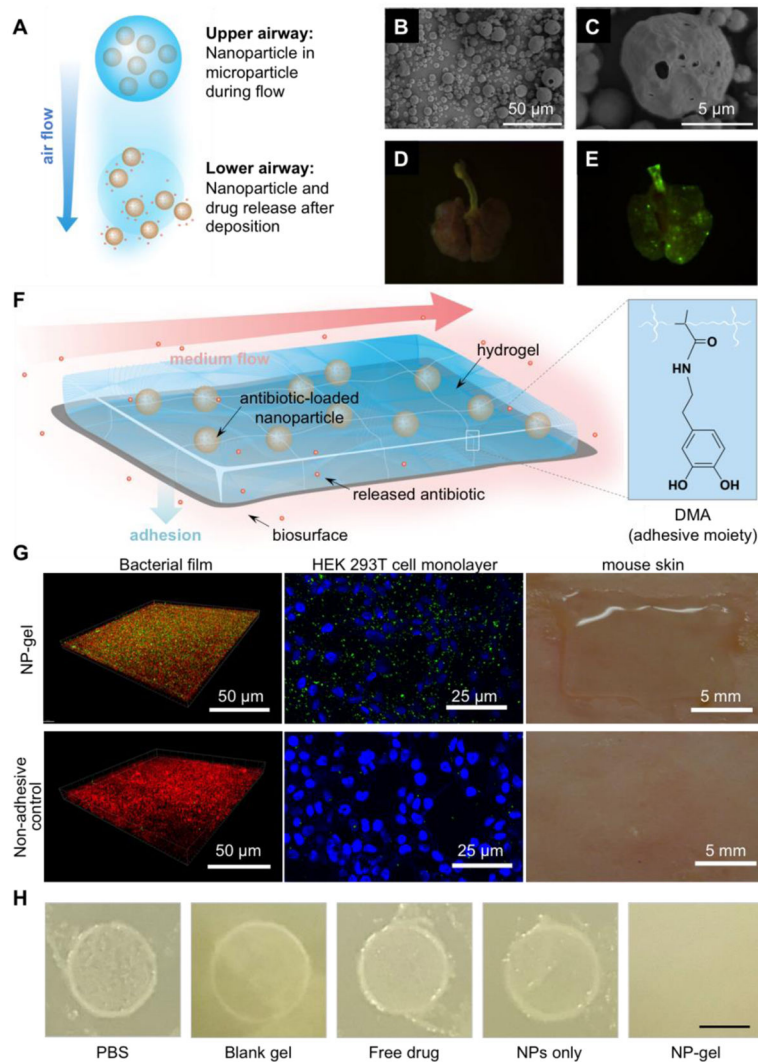 A
air flow
Upper airway:
Nanoparticle in
microparticle
during flow
Lower airway:
Nanoparticle and
drug release after
deposition
B
50 µm
C
5 µm
D
E
F
medium flow
hydrogel
antibiotic-loaded
nanoparticle
released antibiotic
adhesion
biosurface
O
HN
HO
OH
DMA
(adhesive moiety)
G
Bacterial film
HEK 293T cell monolayer
mouse skin
NP-gel
50 µm
25 µm
5 mm
Non-adhesive
control
50 µm
25 µm
5 mm
H
PBS
Blank gel
Free drug
NPs only
NP-gel